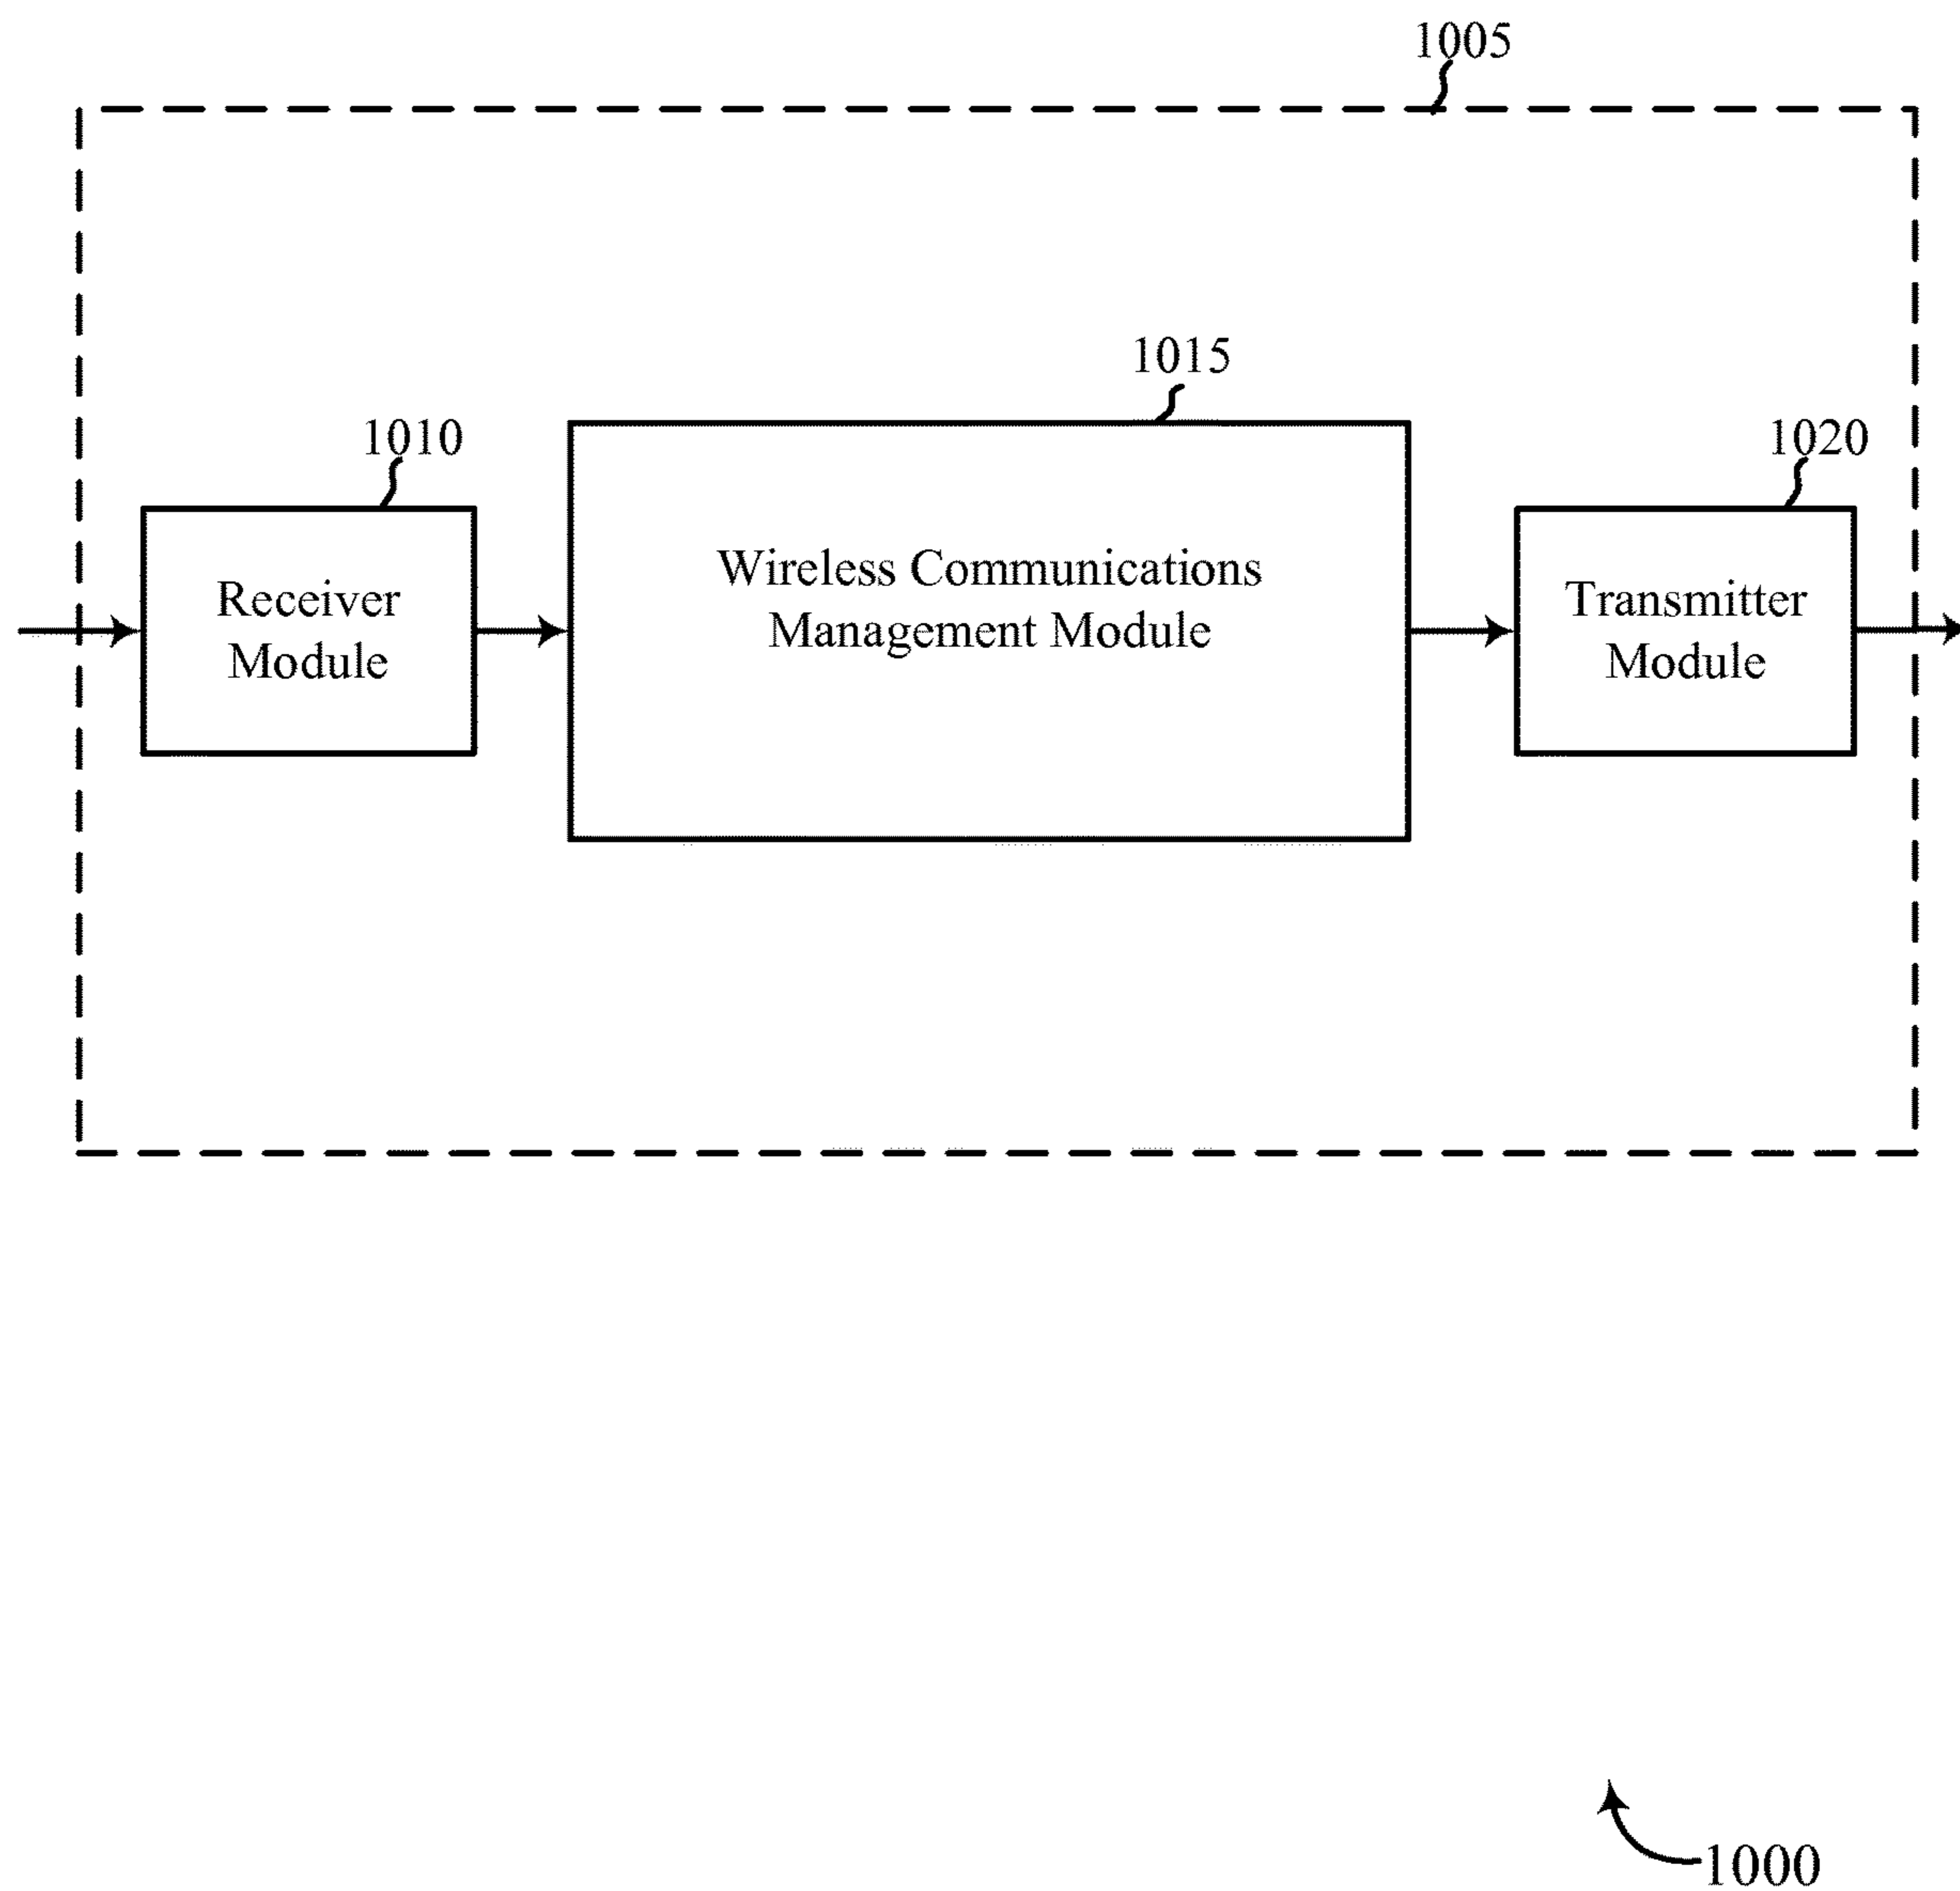 1005
1015
1010
1020
Wireless Communications
Management Module
Receiver
Module
Transmitter
Module
1000